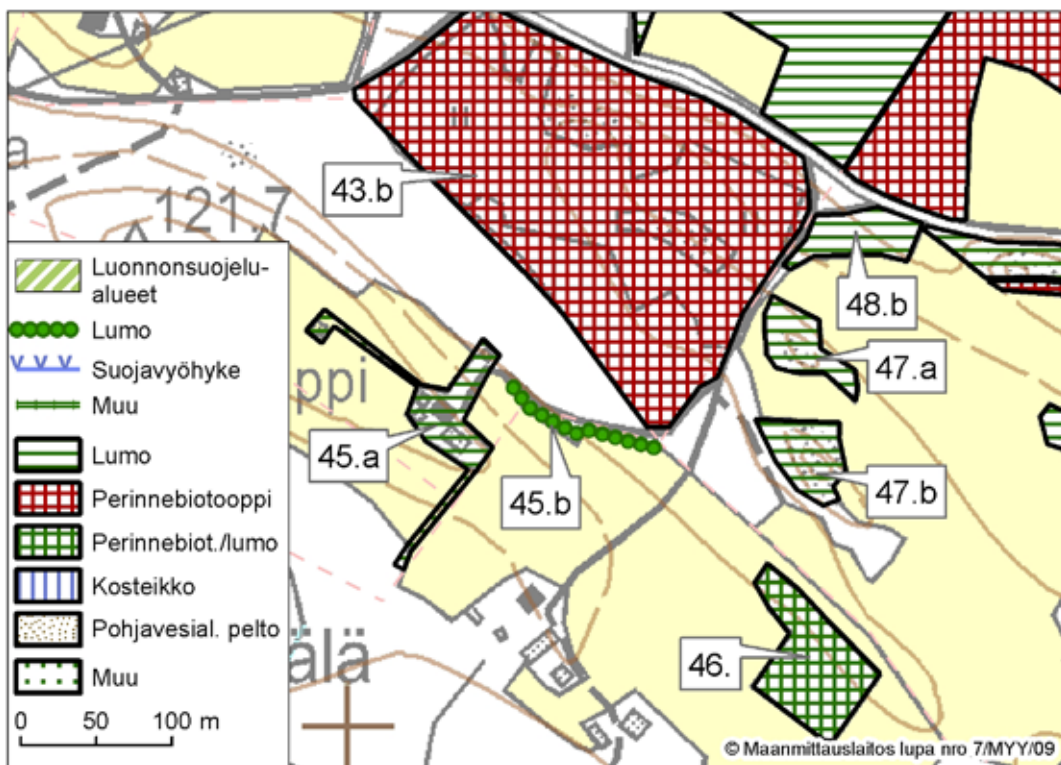 a
121.7
43.b
48.b
47.a
ppi
45.a
45.b
47.b
46.
älä
Luonnonsuojelu-
alueet
Lumo
Suojavyöhyke
Muu
Lumo
Perinnebiotooppi
Perinnebiot./lumo
Kosteikko
Pohjavesial. pelto
Muu
0 50 100 m
© Maanmittauslaitos lupa nro 7/MYY/09